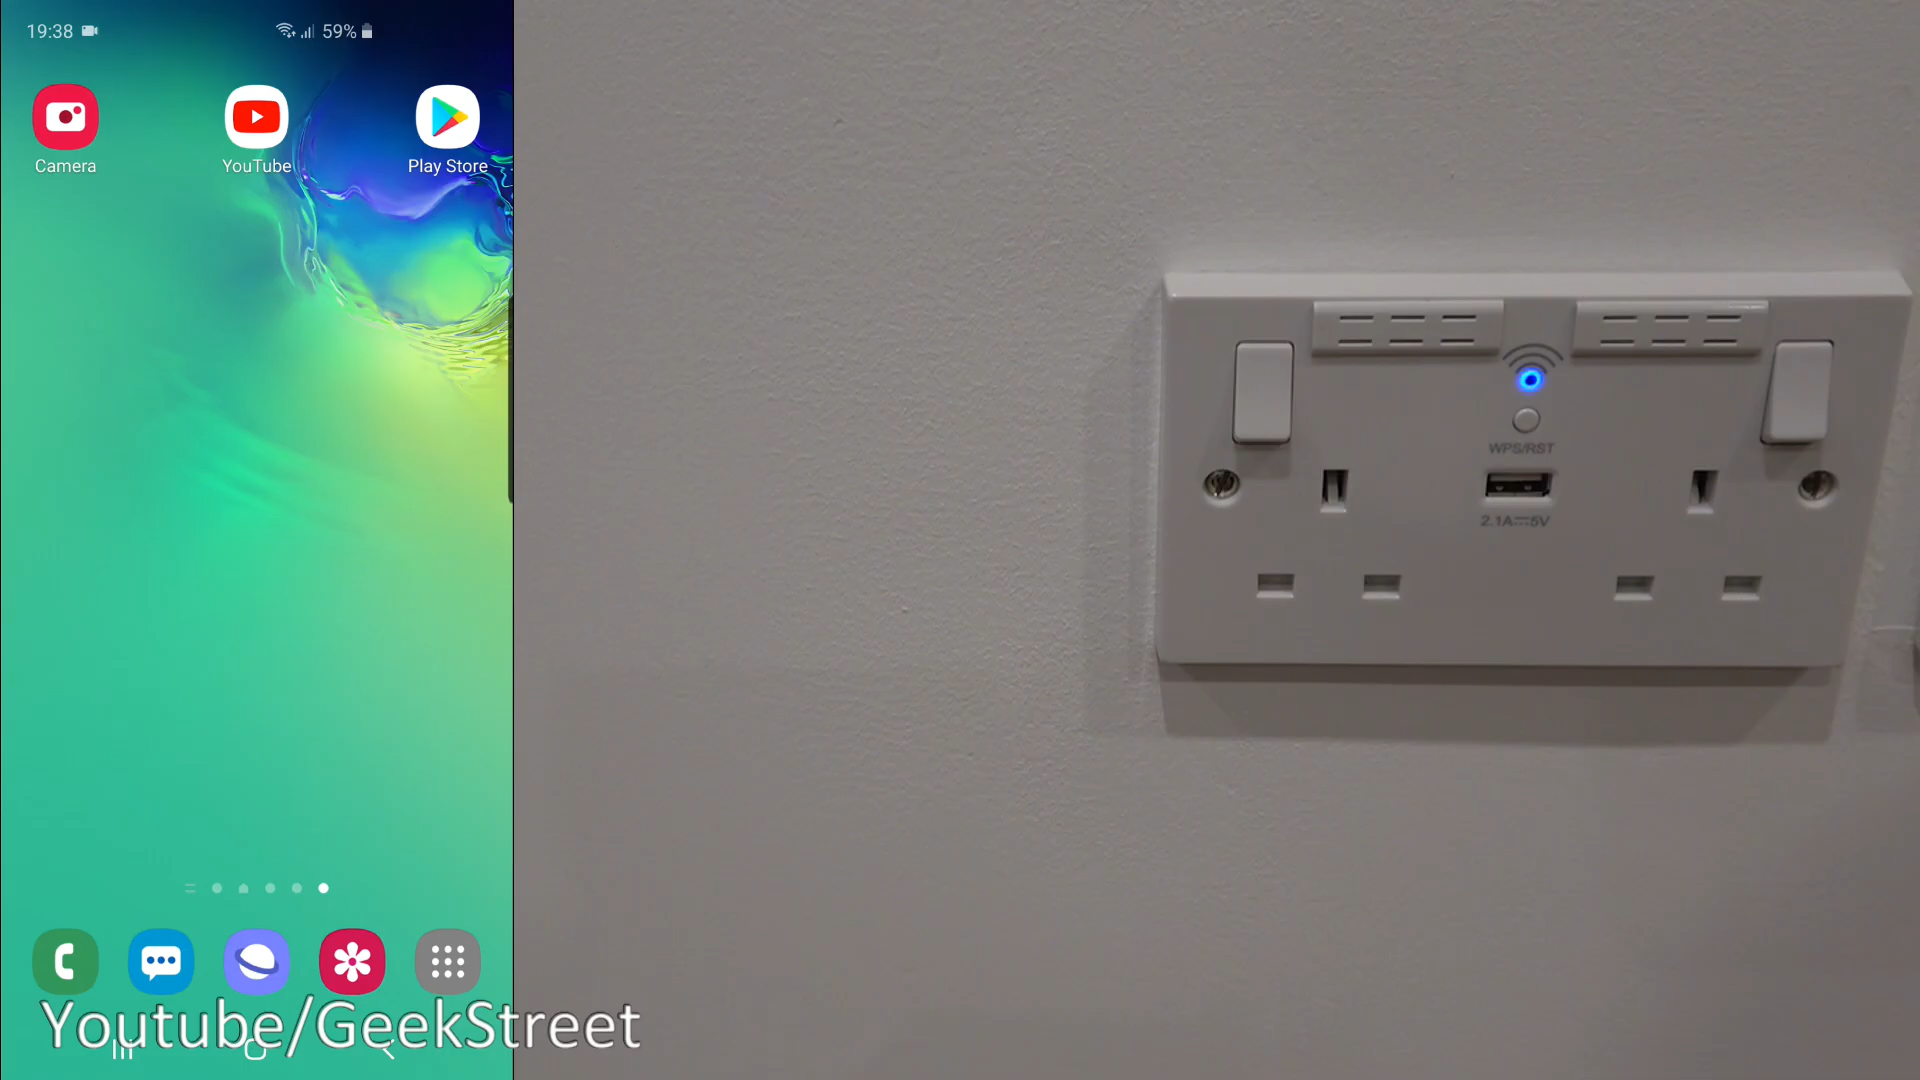 19:38
59%
Camera
YouTube
Play Store
WPS/RST
2.1A⎓5V
Youtube/GeekStreet